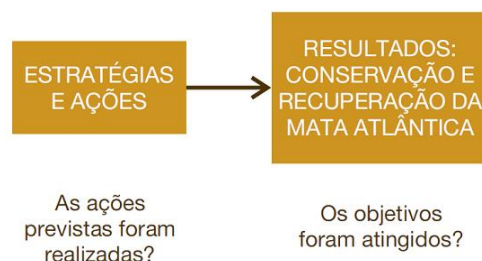 ESTRATÉGIAS
E AÇÕES
RESULTADOS:
CONSERVAÇÃO E
RECUPERAÇÃO DA
MATA ATLÂNTICA
As ações
previstas foram
realizadas?
Os objetivos
foram atingidos?